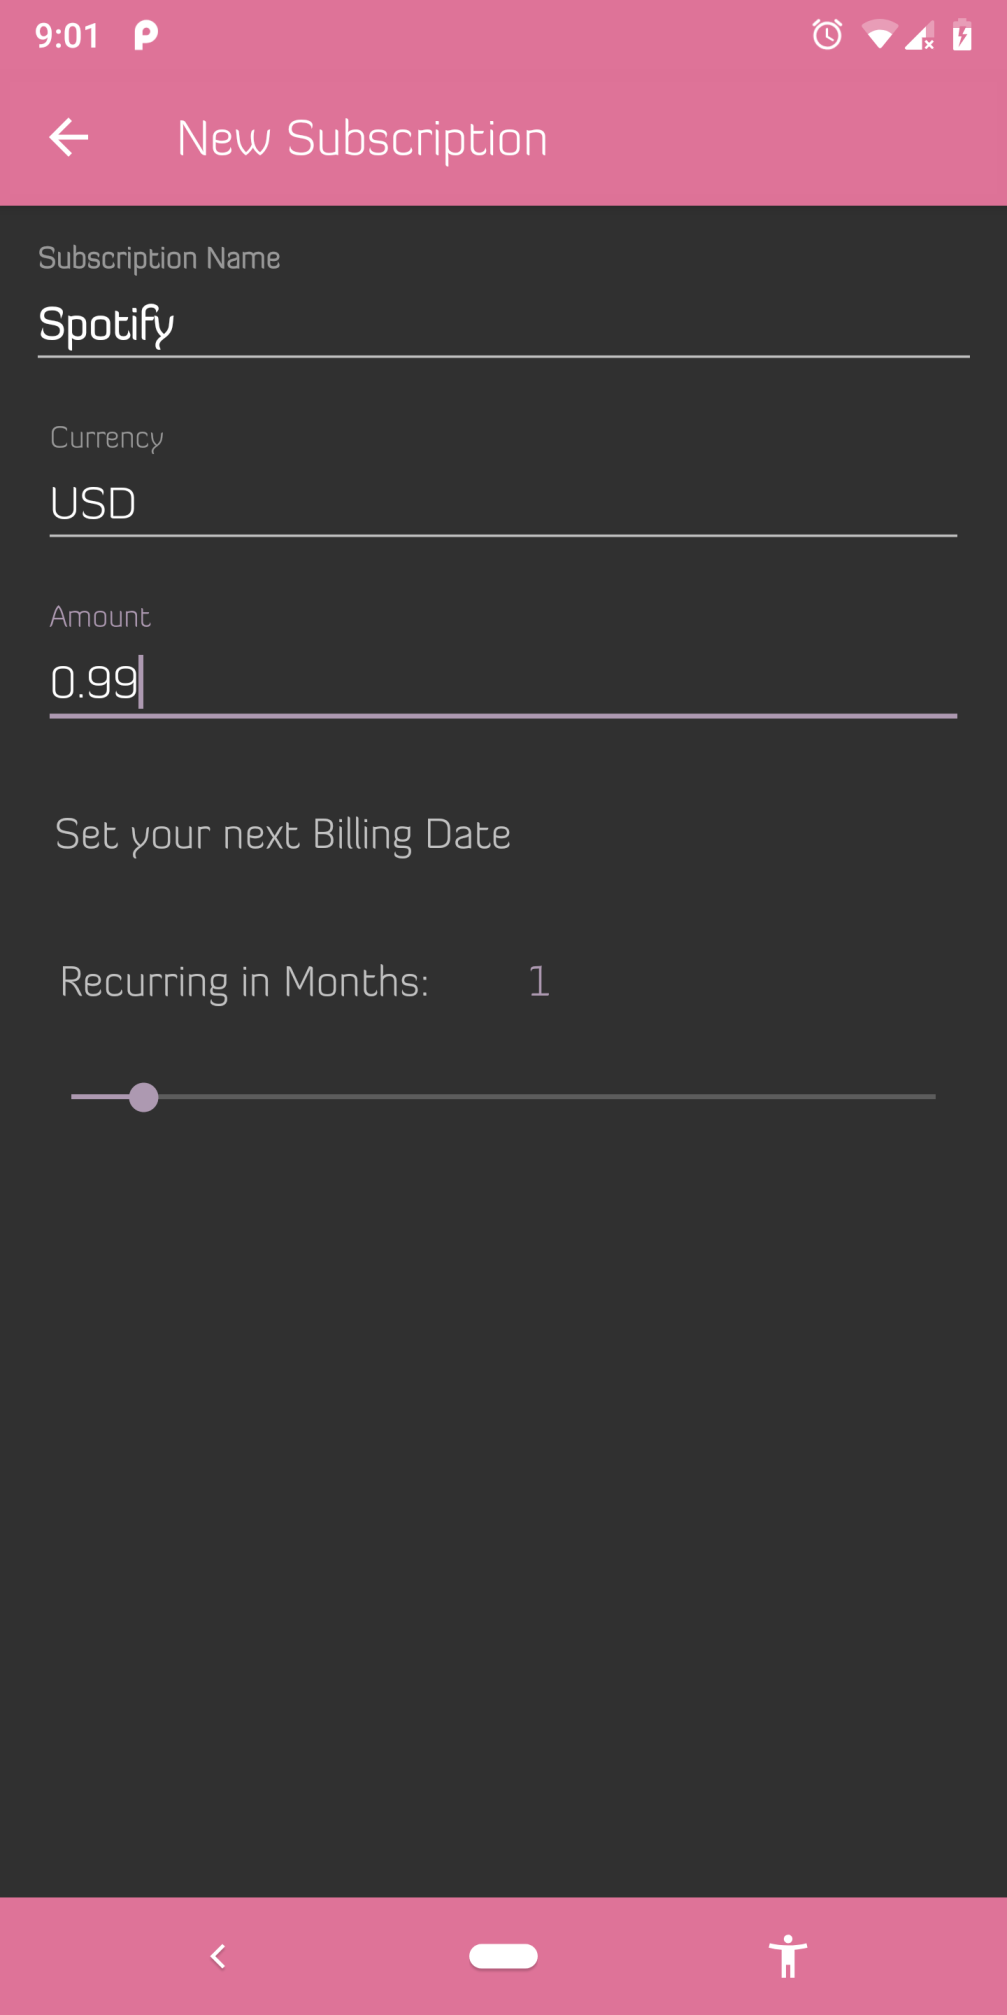 9:01
New Subscription
Subscription Name
Spotify
Currency
USD
Amount
0.99
Set your next Billing Date
Recurring in Months: 1